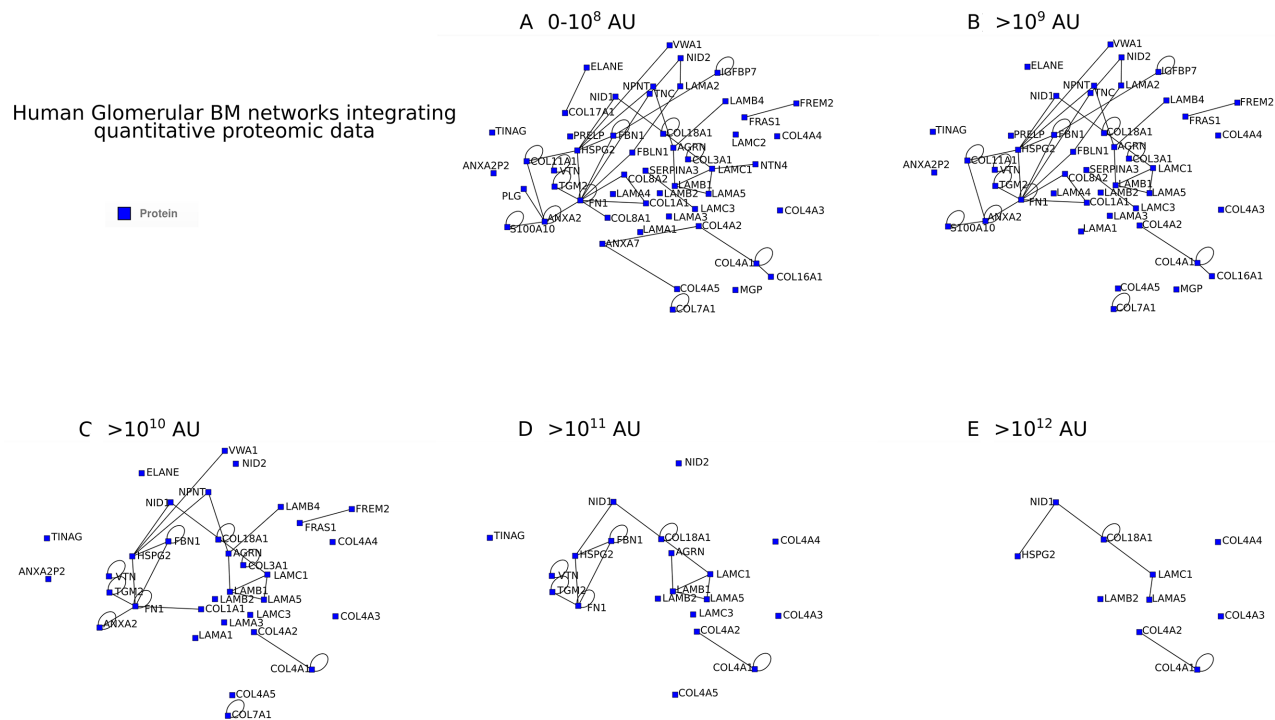 Human Glomerular BM networks integrating
quantitative proteomic data
Protein
A 0-10⁸ AU
VWA1
NID2
ELANE
IGFBP7
NPNT
LAMA2
TNC
NID1
LAMB4
FREM2
COL17A1
FRAS1
TINAG
PRELP
FBN1
COL18A1
LAMC2
COL4A4
HSPG2
FBLN1
AGRN
COL11A1
COL3A1
ANXA2P2
VTN
SERPINA3
LAMC1
NTN4
COL8A2
TGM2
LAMB1
PLG
LAMA4
LAMB2
LAMA5
FN1
COL1A1
LAMC3
COL4A3
ANXA2
COL8A1
LAMA3
S100A10
LAMA1
COL4A2
ANXA7
COL4A1
COL16A1
COL4A5
MGP
COL7A1
B >10⁹ AU
VWA1
NID2
ELANE
IGFBP7
NPNT
LAMA2
TNC
NID1
LAMB4
FREM2
FRAS1
TINAG
PRELP
FBN1
COL18A1
COL4A4
HSPG2
FBLN1
AGRN
COL11A1
COL3A1
ANXA2P2
VTN
SERPINA3
LAMC1
COL8A2
TGM2
LAMB1
LAMA4
LAMB2
LAMA5
FN1
COL1A1
LAMC3
COL4A3
ANXA2
LAMA3
S100A10
LAMA1
COL4A2
COL4A1
COL16A1
COL4A5
MGP
COL7A1
C >10¹⁰ AU
VWA1
NID2
ELANE
NPNT
NID1
LAMB4
FREM2
FRAS1
TINAG
FBN1
COL18A1
COL4A4
HSPG2
AGRN
COL3A1
ANXA2P2
VTN
LAMC1
TGM2
LAMB1
LAMB2
LAMA5
FN1
COL1A1
LAMC3
COL4A3
ANXA2
LAMA3
LAMA1
COL4A2
COL4A1
COL4A5
COL7A1
D >10¹¹ AU
NID2
NID1
TINAG
FBN1
COL18A1
COL4A4
HSPG2
AGRN
VTN
LAMC1
TGM2
LAMB1
LAMB2
LAMA5
FN1
LAMC3
COL4A3
COL4A2
COL4A1
COL4A5
E >10¹² AU
NID1
COL18A1
COL4A4
HSPG2
LAMC1
LAMB2
LAMA5
COL4A3
COL4A2
COL4A1